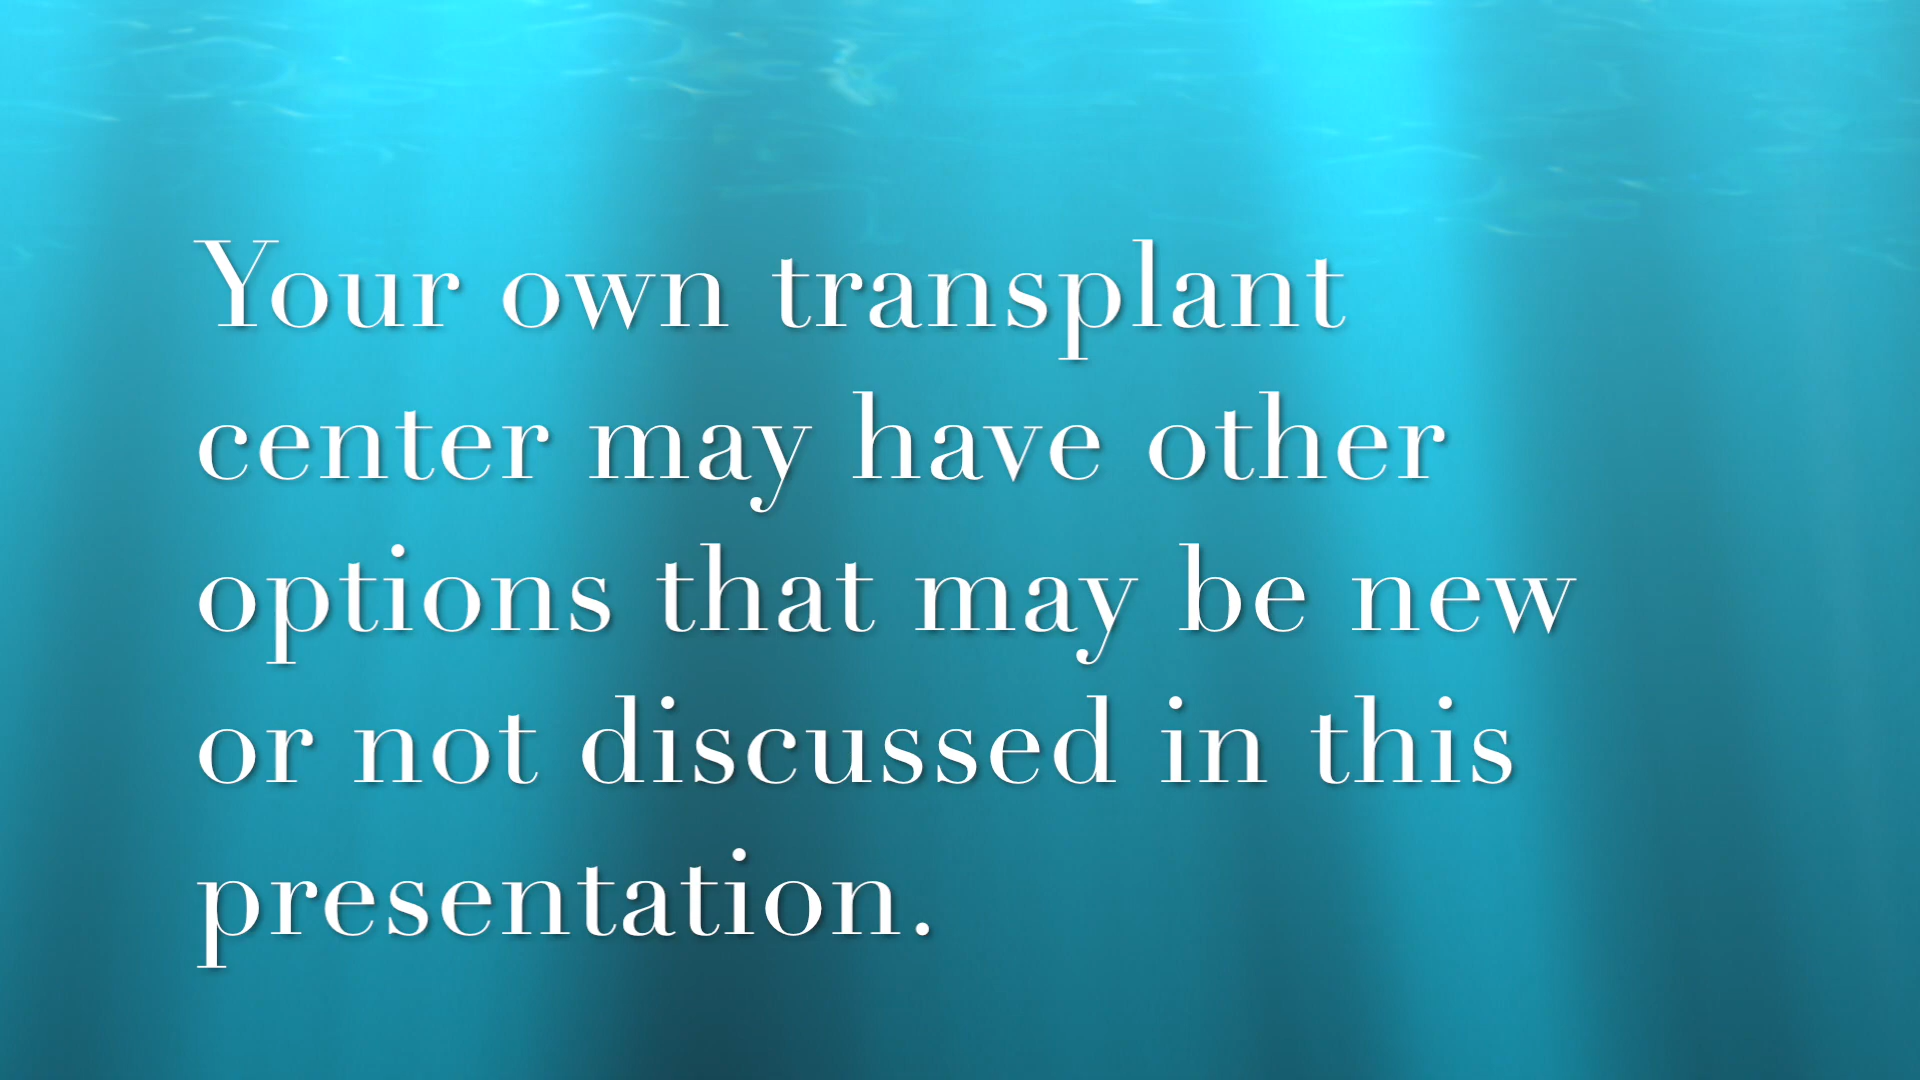 Your own transplant
center may have other
options that may be new
or not discussed in this
presentation.